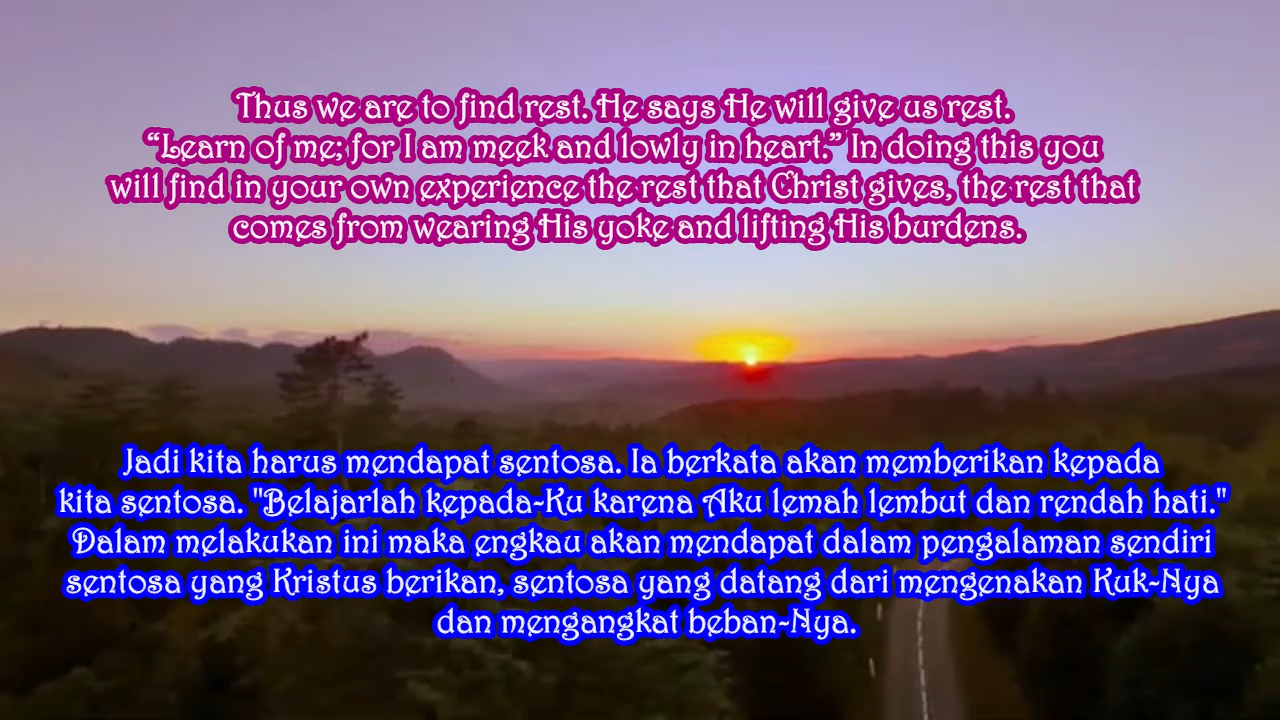 Thus we are to find rest. He says He will give us rest.
“Learn of me; for I am meek and lowly in heart.” In doing this you
will find in your own experience the rest that Christ gives, the rest that
comes from wearing His yoke and lifting His burdens.
Jadi kita harus mendapat sentosa. Ia berkata akan memberikan kepada
kita sentosa. "Belajarlah kepada-Ku karena Aku lemah lembut dan rendah hati."
Dalam melakukan ini maka engkau akan mendapat dalam pengalaman sendiri
sentosa yang Kristus berikan, sentosa yang datang dari mengenakan Kuk-Nya
dan mengangkat beban-Nya.